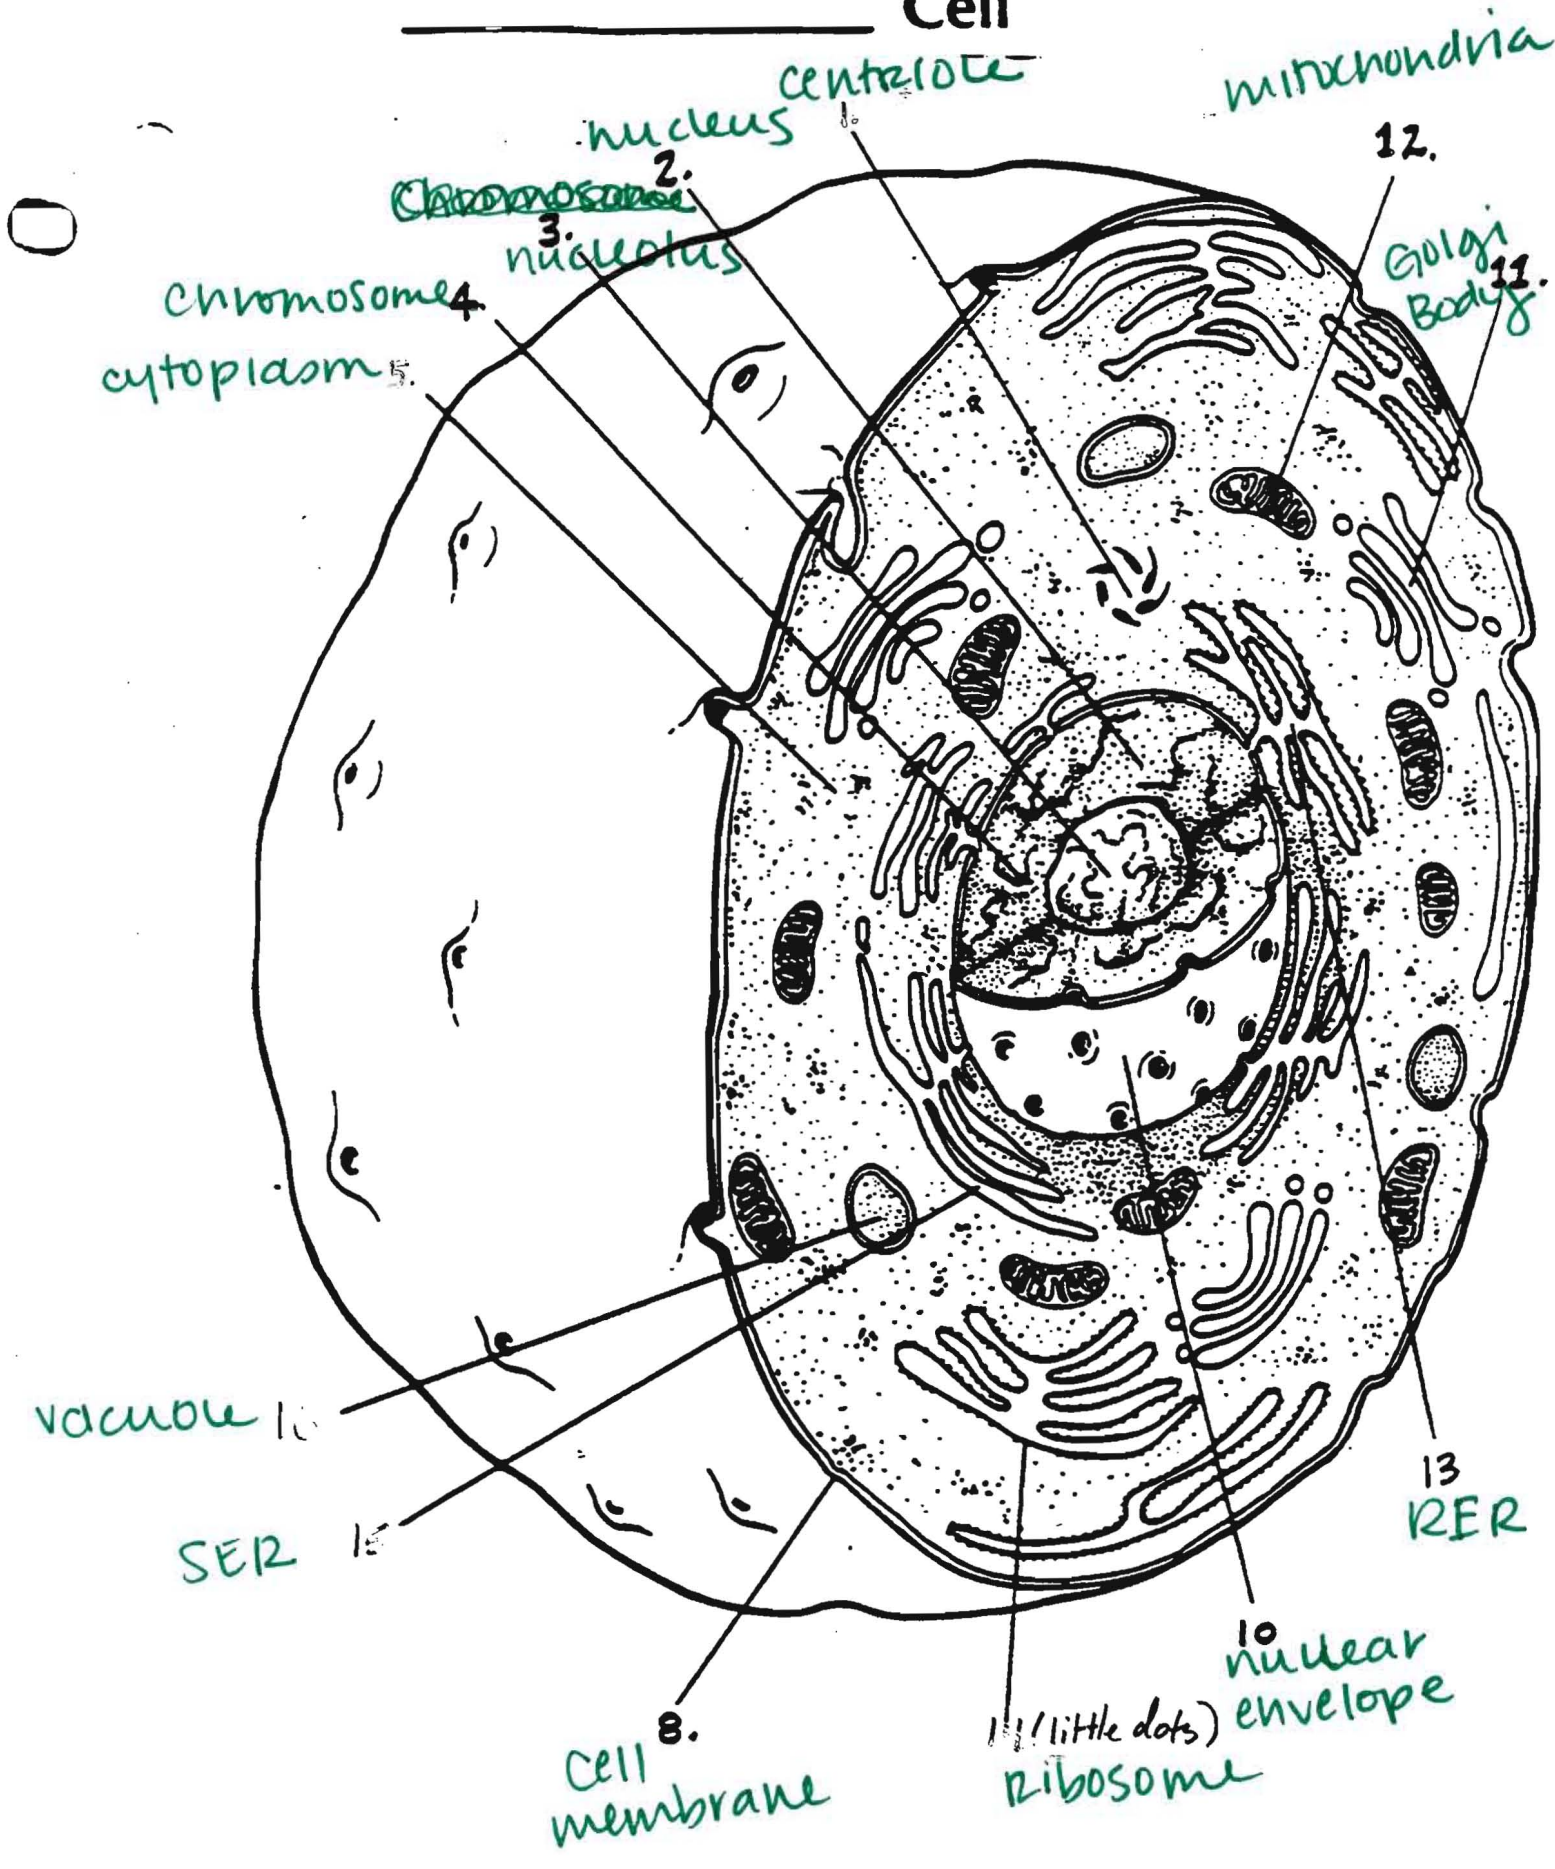 Cell
centriole
1.
mitochondria
12.
nucleus
2.
Chromosome
3.
nucleolus
Golgi
Body
11.
Chromosome 4.
cytoplasm 5.
vacuole
SER
13
RER
10
nuclear
envelope
8.
cell
membrane
(little dots)
Ribosome